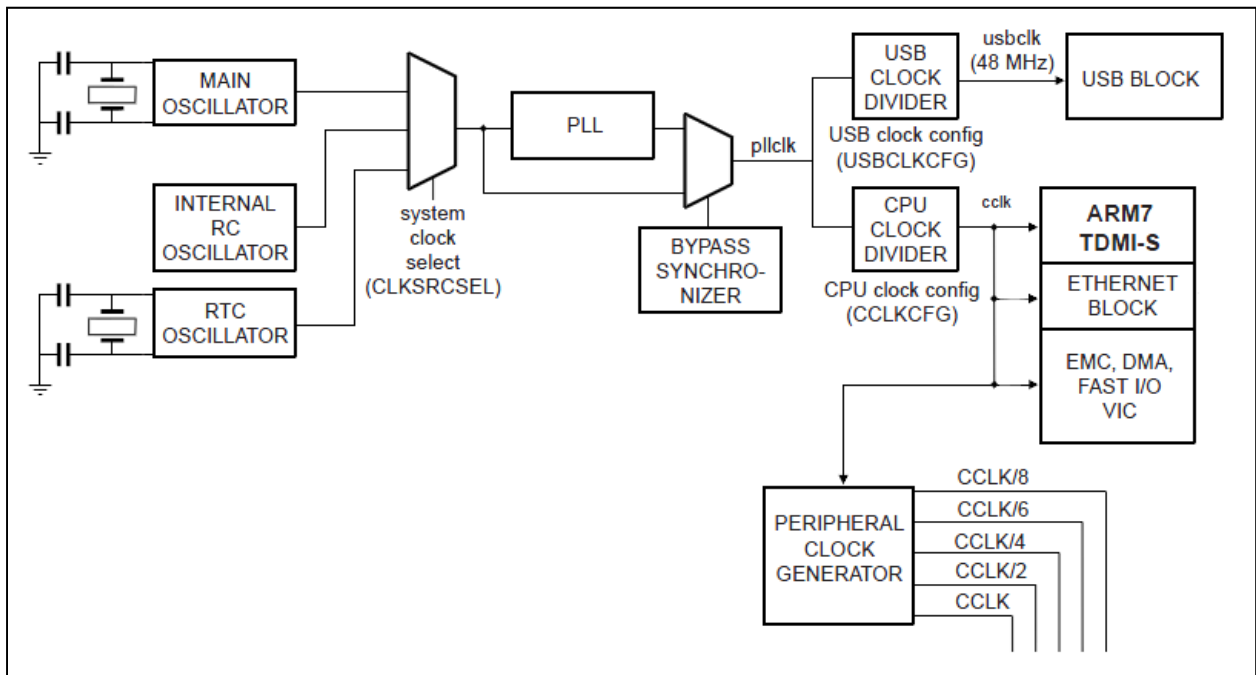 MAIN
OSCILLATOR
INTERNAL
RC
OSCILLATOR
RTC
OSCILLATOR
system
clock
select
(CLKSRCSEL)
PLL
BYPASS
SYNCHRO-
NIZER
pllclk
USB
CLOCK
DIVIDER
USB clock config
(USBCLKCFG)
usbclk
(48 MHz)
USB BLOCK
CPU
CLOCK
DIVIDER
CPU clock config
(CCLKCFG)
cclk
ARM7
TDMI-S
ETHERNET
BLOCK
EMC, DMA,
FAST I/O
VIC
PERIPHERAL
CLOCK
GENERATOR
CCLK/8
CCLK/6
CCLK/4
CCLK/2
CCLK